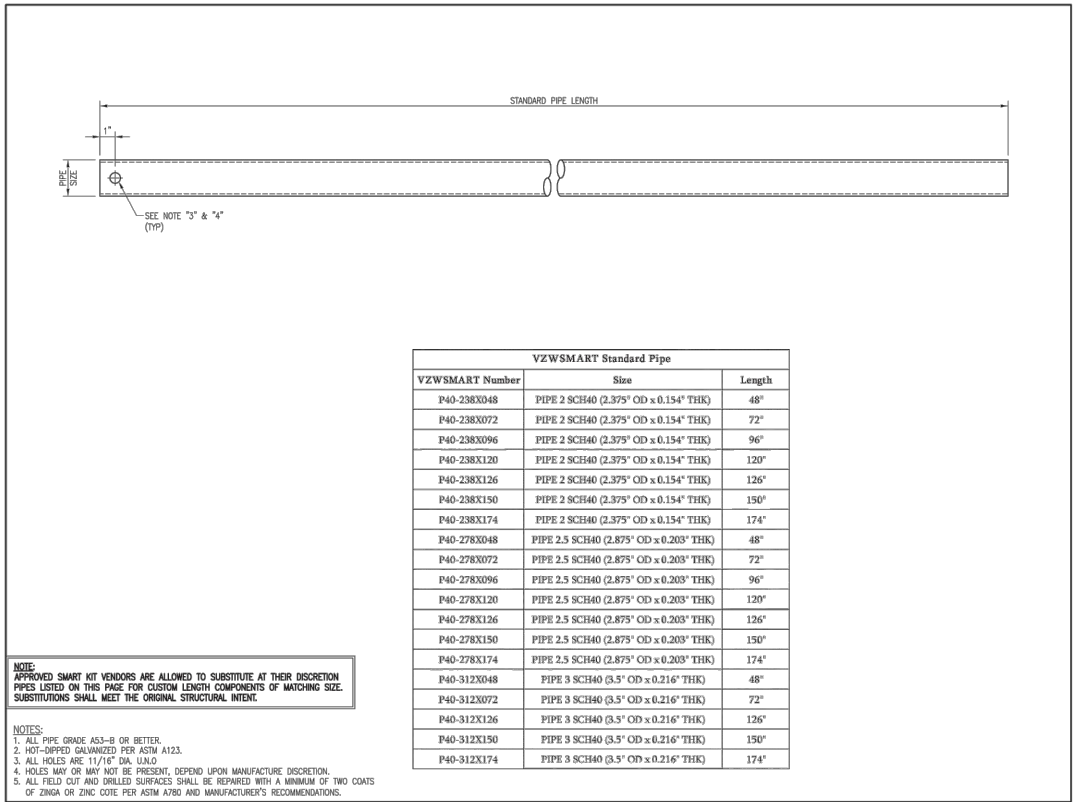 STANDARD PIPE LENGTH
1"
PIPE
SIZE
SEE NOTE "3" & "4"
(TYP)
VZWSMART Standard Pipe
VZWSMART Number Size Length
P40-238X048 PIPE 2 SCH40 (2.375" OD x 0.154" THK) 48"
P40-238X072 PIPE 2 SCH40 (2.375" OD x 0.154" THK) 72"
P40-238X096 PIPE 2 SCH40 (2.375" OD x 0.154" THK) 96"
P40-238X120 PIPE 2 SCH40 (2.375" OD x 0.154" THK) 120"
P40-238X126 PIPE 2 SCH40 (2.375" OD x 0.154" THK) 126"
P40-238X150 PIPE 2 SCH40 (2.375" OD x 0.154" THK) 150"
P40-238X174 PIPE 2 SCH40 (2.375" OD x 0.154" THK) 174"
P40-278X048 PIPE 2.5 SCH40 (2.875" OD x 0.203" THK) 48"
P40-278X072 PIPE 2.5 SCH40 (2.875" OD x 0.203" THK) 72"
P40-278X096 PIPE 2.5 SCH40 (2.875" OD x 0.203" THK) 96"
P40-278X120 PIPE 2.5 SCH40 (2.875" OD x 0.203" THK) 120"
P40-278X126 PIPE 2.5 SCH40 (2.875" OD x 0.203" THK) 126"
P40-278X150 PIPE 2.5 SCH40 (2.875" OD x 0.203" THK) 150"
P40-278X174 PIPE 2.5 SCH40 (2.875" OD x 0.203" THK) 174"
P40-312X048 PIPE 3 SCH40 (3.5" OD x 0.216" THK) 48"
P40-312X072 PIPE 3 SCH40 (3.5" OD x 0.216" THK) 72"
P40-312X126 PIPE 3 SCH40 (3.5" OD x 0.216" THK) 126"
P40-312X150 PIPE 3 SCH40 (3.5" OD x 0.216" THK) 150"
P40-312X174 PIPE 3 SCH40 (3.5" OD x 0.216" THK) 174"
NOTE:
APPROVED SMART KIT VENDORS ARE ALLOWED TO SUBSTITUTE AT THEIR DISCRETION
PIPES LISTED ON THIS PAGE FOR CUSTOM LENGTH COMPONENTS OF MATCHING SIZE.
SUBSTITUTIONS SHALL MEET THE ORIGINAL STRUCTURAL INTENT.
NOTES:
1. ALL PIPE GRADE A53-B OR BETTER.
2. HOT-DIPPED GALVANIZED PER ASTM A123.
3. ALL HOLES ARE 11/16" DIA. U.N.O
4. HOLES MAY OR MAY NOT BE PRESENT, DEPEND UPON MANUFACTURE DISCRETION.
5. ALL FIELD CUT AND DRILLED SURFACES SHALL BE REPAIRED WITH A MINIMUM OF TWO COATS
OF ZINGA OR ZINC COTE PER ASTM A780 AND MANUFACTURER'S RECOMMENDATIONS.